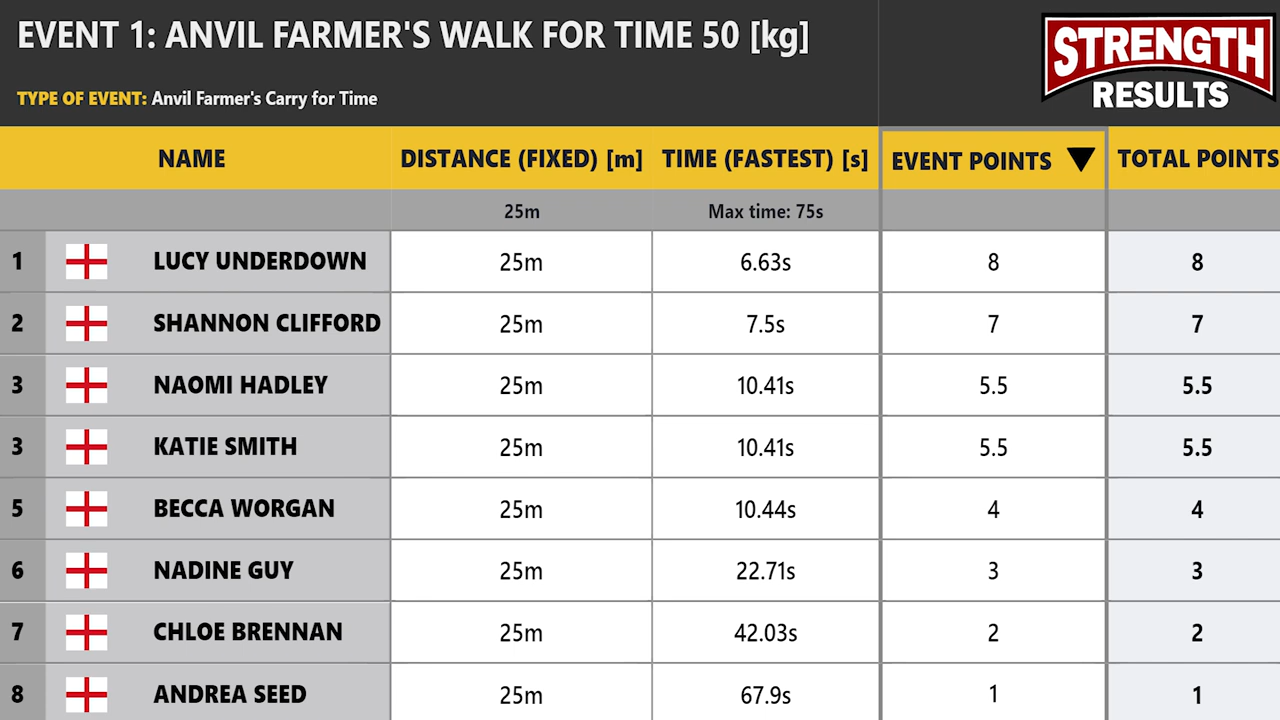 EVENT 1: ANVIL FARMER'S WALK FOR TIME 50 [kg]
TYPE OF EVENT: Anvil Farmer's Carry for Time
STRENGTH
RESULTS
NAME DISTANCE (FIXED) [m] TIME (FASTEST) [s] EVENT POINTS ▼ TOTAL POINTS
25m Max time: 75s
1 LUCY UNDERDOWN 25m 6.63s 8 8
2 SHANNON CLIFFORD 25m 7.5s 7 7
3 NAOMI HADLEY 25m 10.41s 5.5 5.5
3 KATIE SMITH 25m 10.41s 5.5 5.5
5 BECCA WORGAN 25m 10.44s 4 4
6 NADINE GUY 25m 22.71s 3 3
7 CHLOE BRENNAN 25m 42.03s 2 2
8 ANDREA SEED 25m 67.9s 1 1